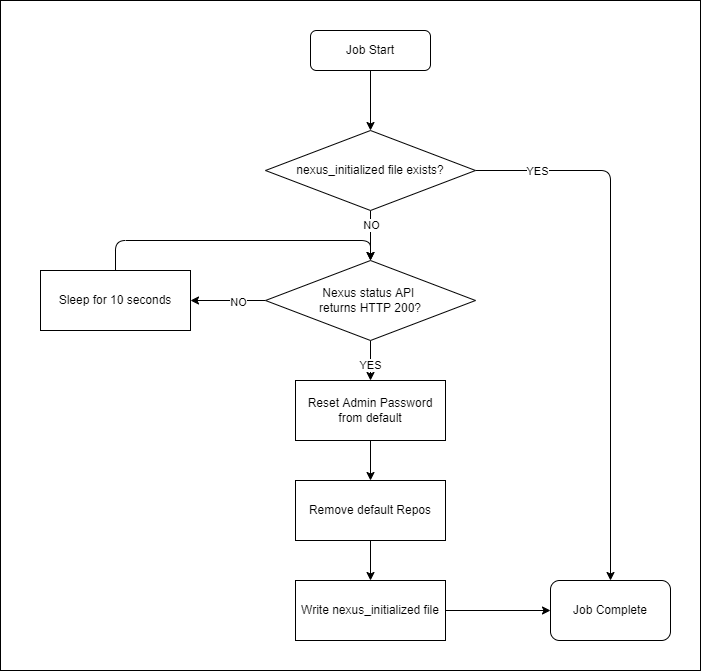 Job Start
nexus_initialized file exists?
YES
NO
Nexus status API
returns HTTP 200?
NO
Sleep for 10 seconds
YES
Reset Admin Password
from default
Remove default Repos
Write nexus_initialized file
Job Complete